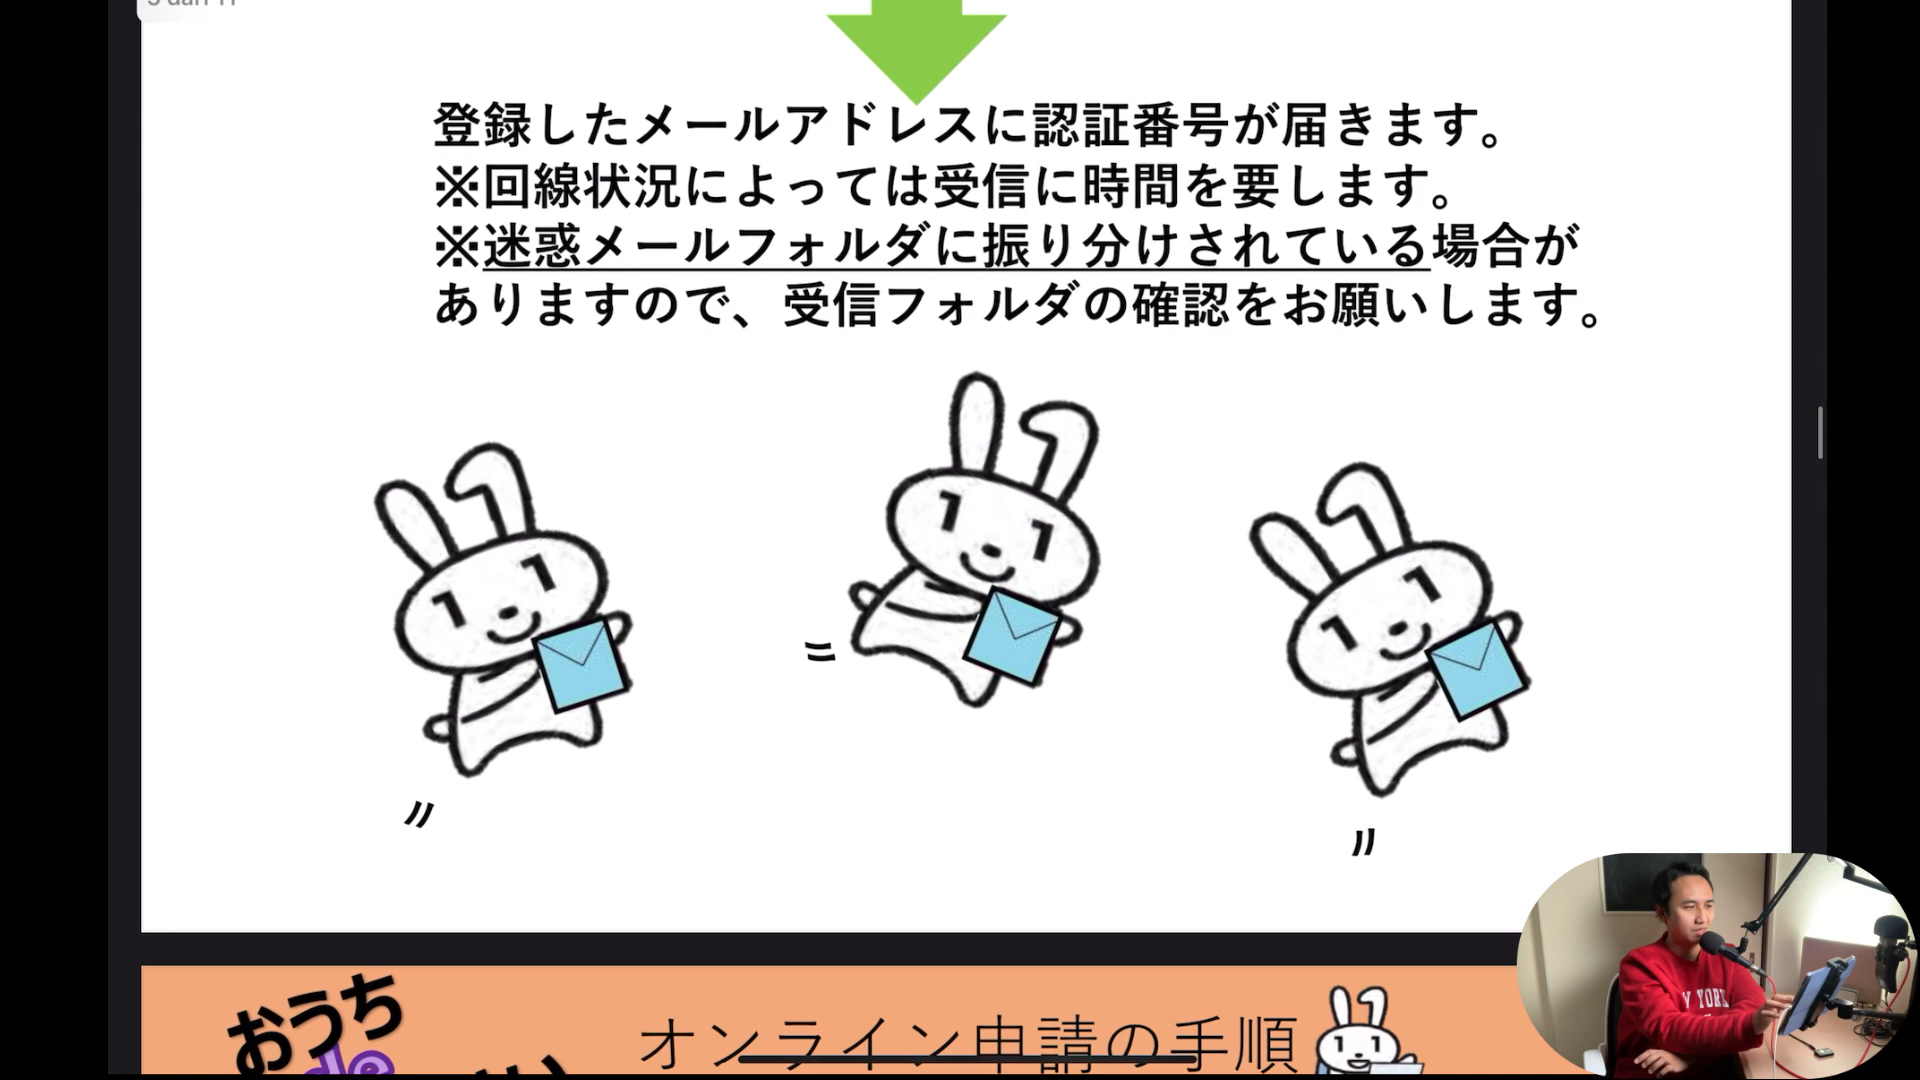 登録したメールアドレスに認証番号が届きます。
※回線状況によっては受信に時間を要します。
※迷惑メールフォルダに振り分けされている場合が
ありますので、受信フォルダの確認をお願いします。
おうち
de
オンライン申請の手順